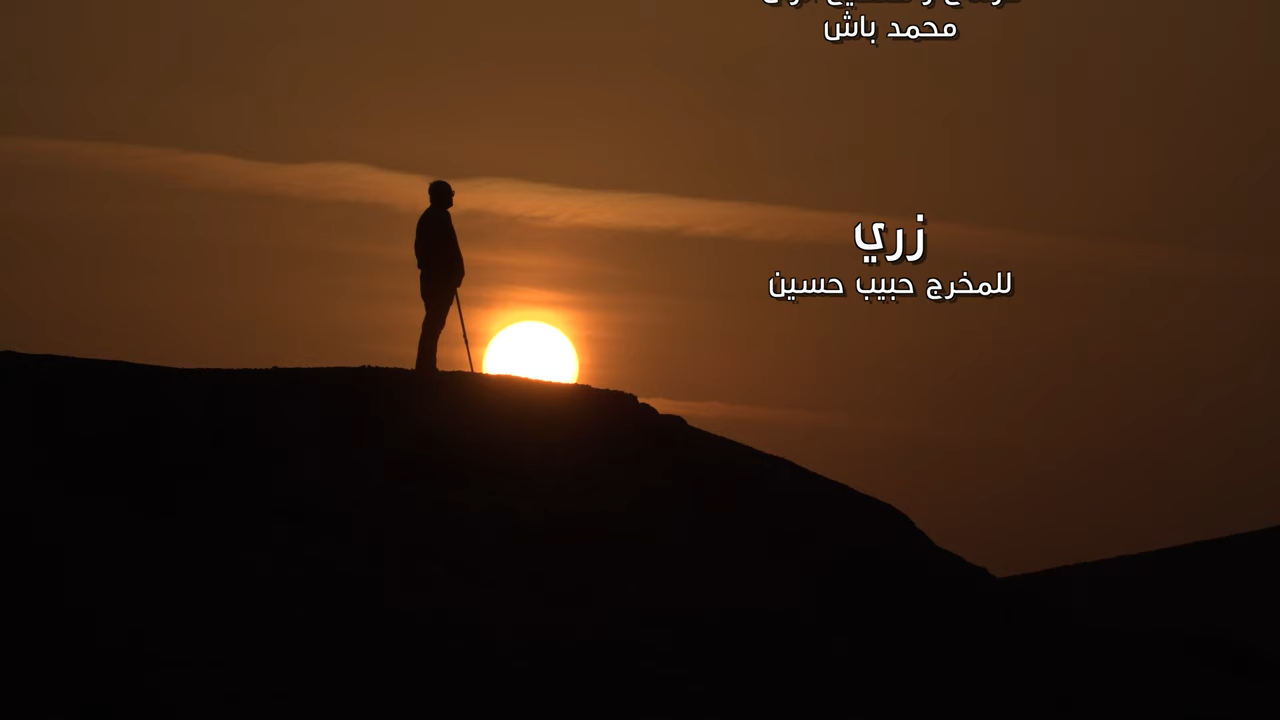 محمد باش
زري
للمخرج حبيب حسين